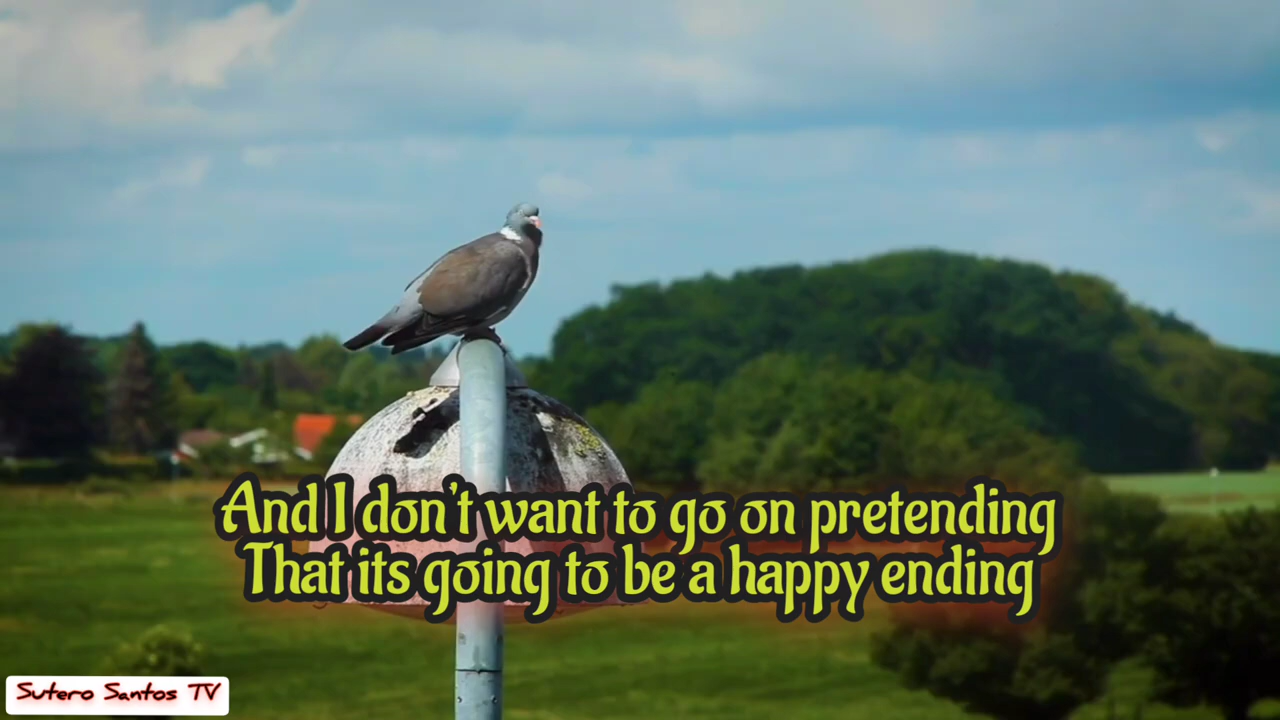 And I don't want to go on pretending
That its going to be a happy ending
Sutero Santos TV